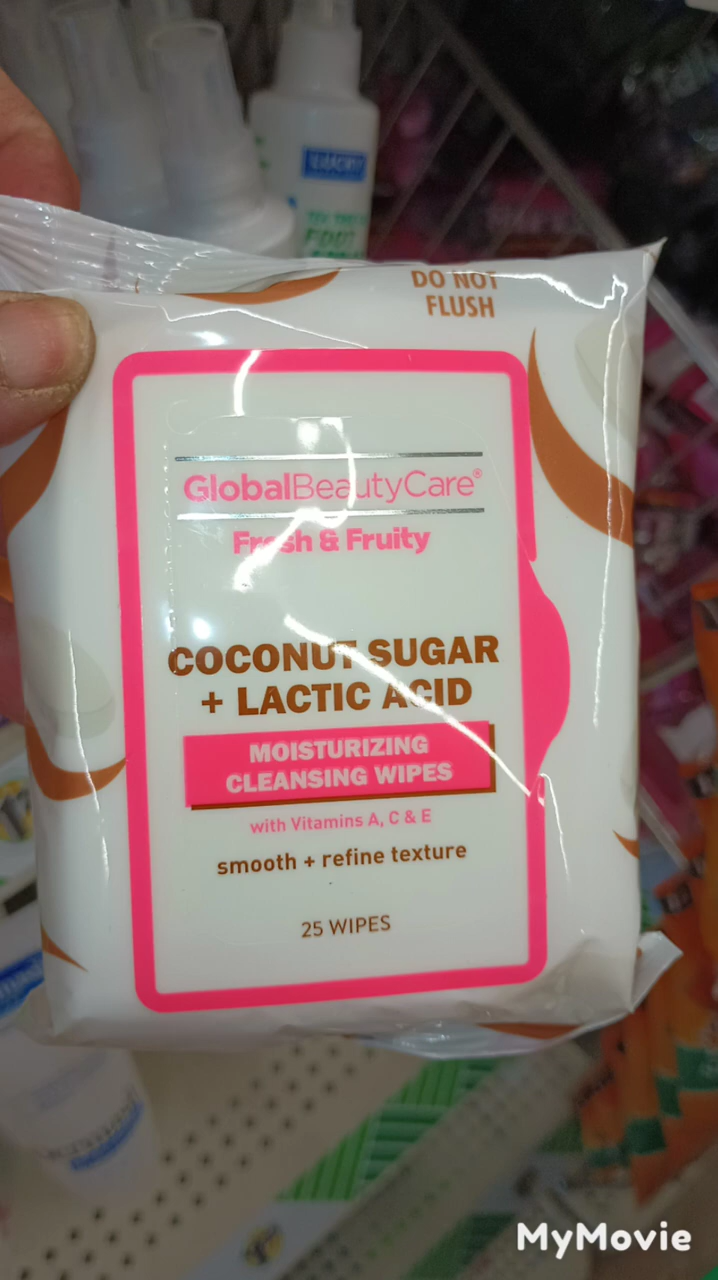 DO NOT
FLUSH
GlobalBeautyCare®
Fresh & Fruity
COCONUT SUGAR
+ LACTIC ACID
MOISTURIZING
CLEANSING WIPES
with Vitamins A, C & E
smooth + refine texture
25 WIPES
FOOT
MyMovie